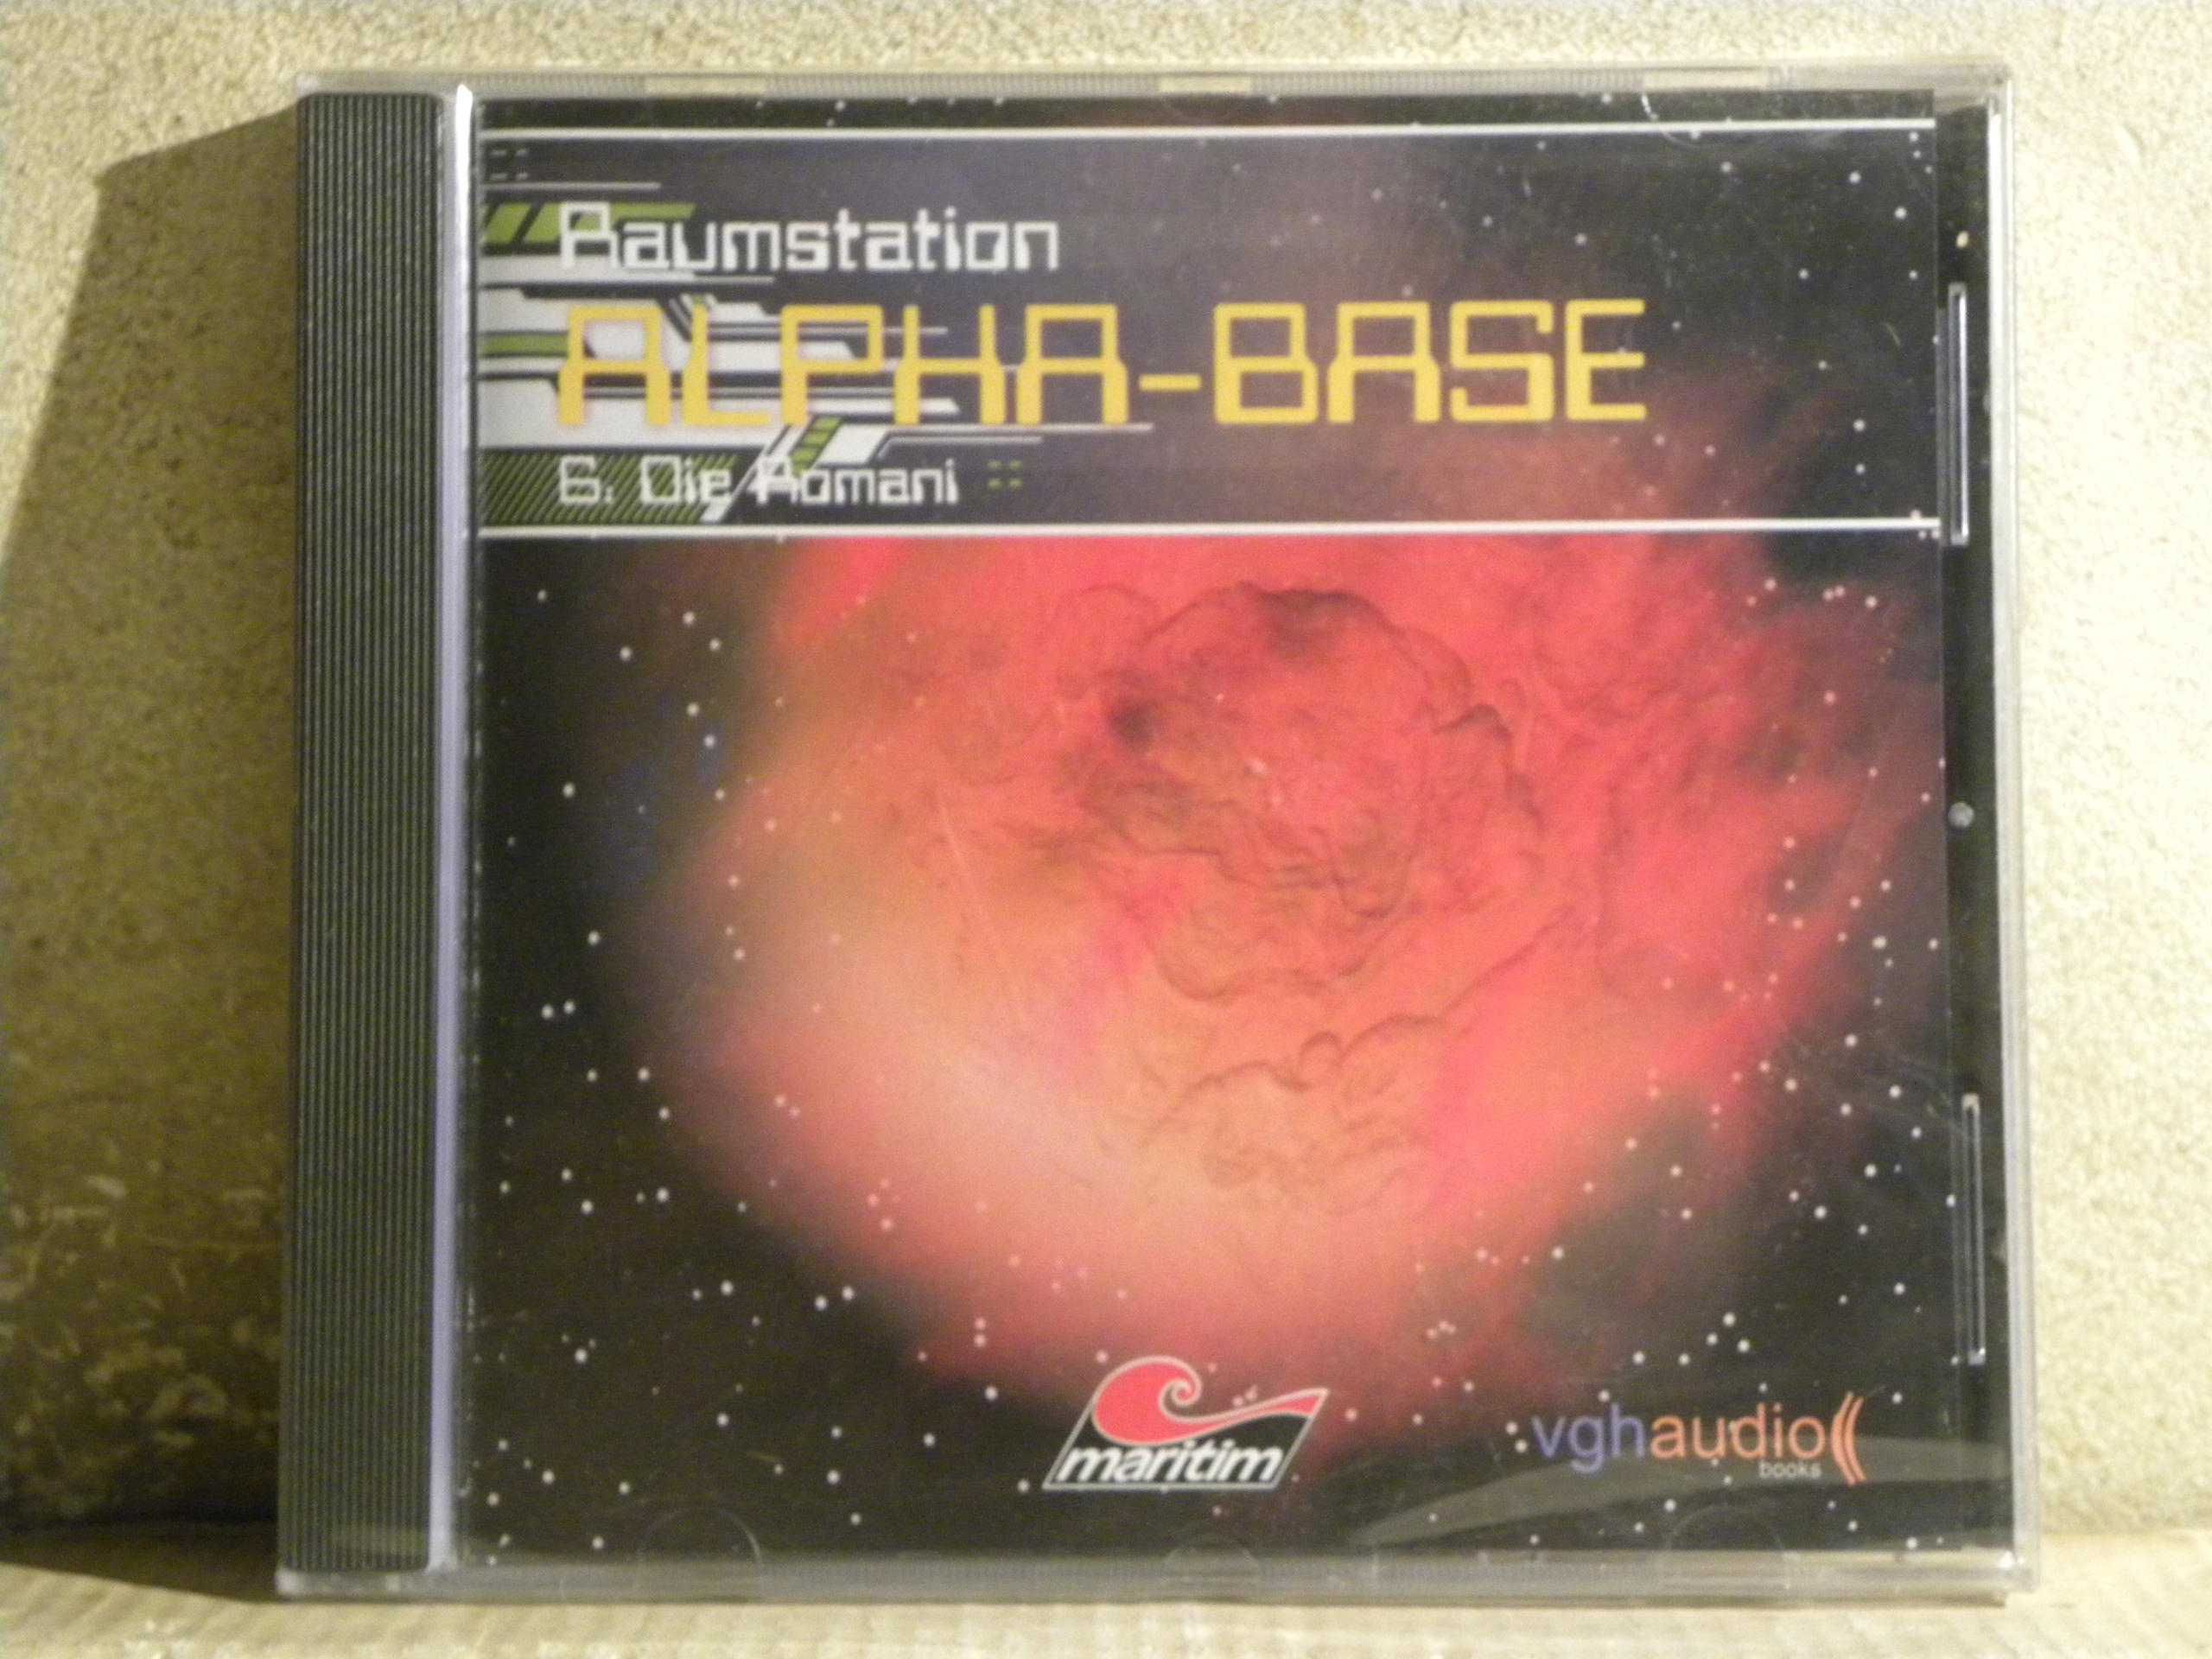 Raumstation
ALPHA-BASE
6. Die Romani
maritim
vghaudio
books